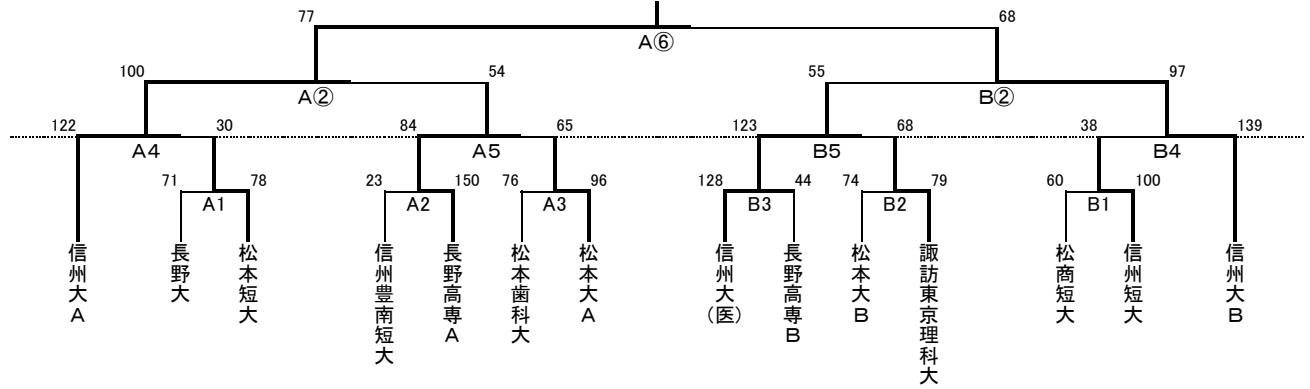 77
68
A⑥
100
54
55
97
A②
B②
122
30
84
65
123
68
38
139
A4
A5
B5
B4
71
78
23
150
76
96
128
44
74
79
60
100
A1
A2
A3
B3
B2
B1
信州大A
長野大
松本短大
信州豊南短大
長野高専A
松本歯科大
松本大A
信州大(医)
長野高専B
松本大B
諏訪東京理科大
松商短大
信州短大
信州大B